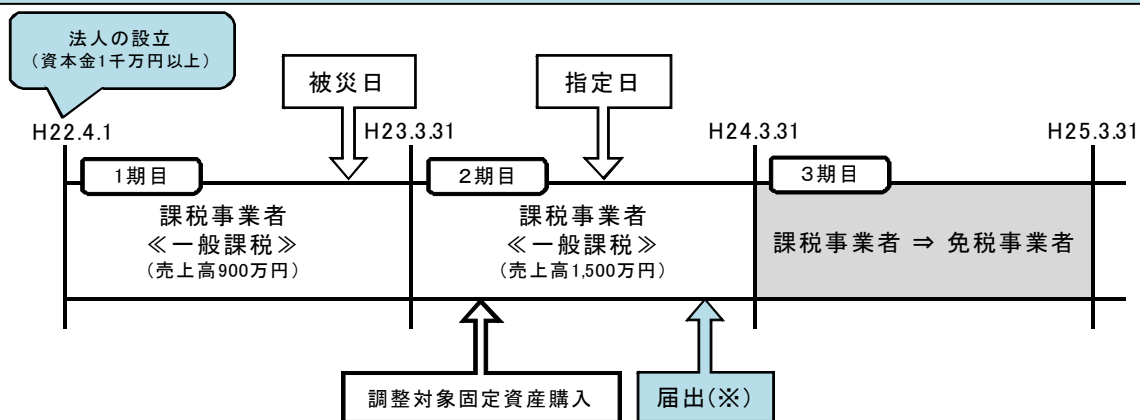 法人の設立
（資本金1千万円以上）
被災日
指定日
H22.4.1
H23.3.31
H24.3.31
H25.3.31
1期目
2期目
3期目
課税事業者
≪一般課税≫
（売上高900万円）
課税事業者
≪一般課税≫
（売上高1,500万円）
課税事業者 ⇒ 免税事業者
調整対象固定資産購入
届出(※)